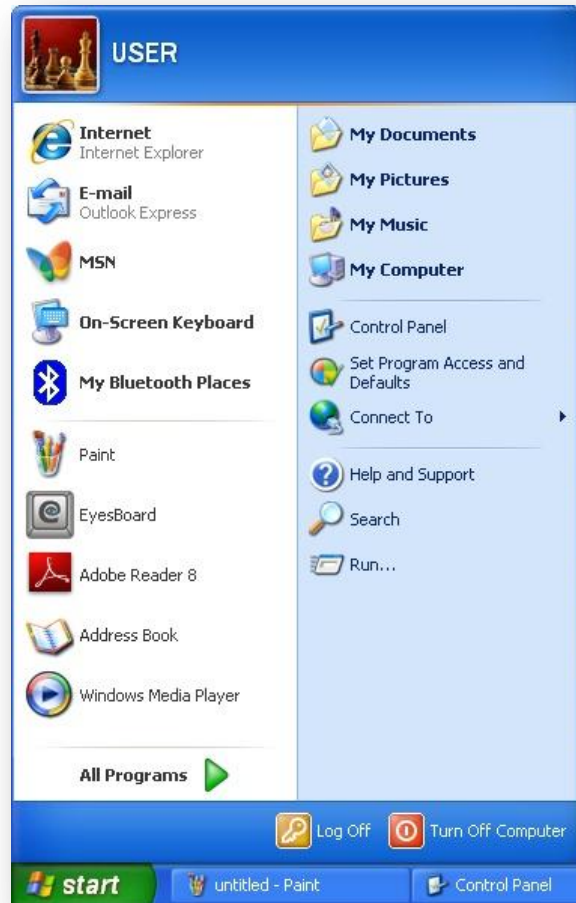 USER
Internet
Internet Explorer
E-mail
Outlook Express
MSN
On-Screen Keyboard
My Bluetooth Places
Paint
EyesBoard
Adobe Reader 8
Address Book
Windows Media Player
All Programs
My Documents
My Pictures
My Music
My Computer
Control Panel
Set Program Access and
Defaults
Connect To
Help and Support
Search
Run...
Log Off
Turn Off Computer
start
untitled - Paint
Control Panel